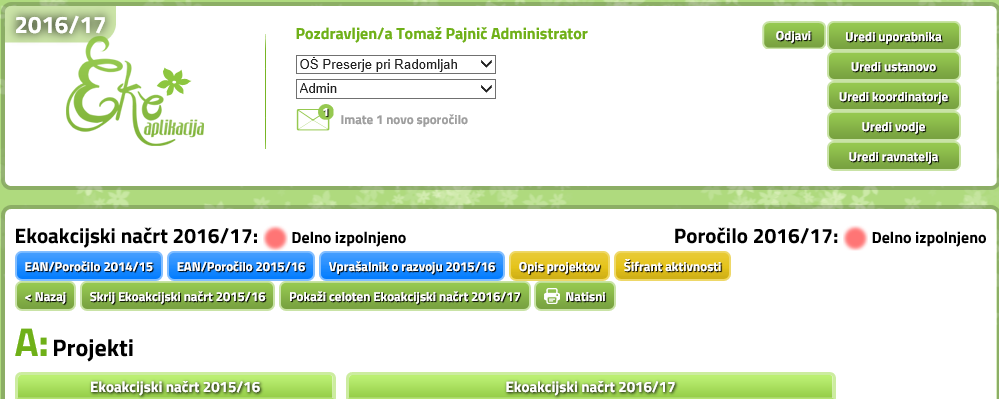 2016/17
Eko
aplikacija
Pozdravljen/a Tomaž Pajnič Administrator
OŠ Preserje pri Radomljah
Admin
1
Imate 1 novo sporočilo
Odjavi
Uredi uporabnika
Uredi ustanovo
Uredi koordinatorje
Uredi vodje
Uredi ravnatelja
Ekoakcijski načrt 2016/17: Delno izpolnjeno
Poročilo 2016/17: Delno izpolnjeno
EAN/Poročilo 2014/15 EAN/Poročilo 2015/16 Vprašalnik o razvoju 2015/16 Opis projektov Šifrant aktivnosti
< Nazaj Skrij Ekoakcijski načrt 2015/16 Pokaži celoten Ekoakcijski načrt 2016/17 Natisni
A: Projekti
Ekoakcijski načrt 2015/16 Ekoakcijski načrt 2016/17